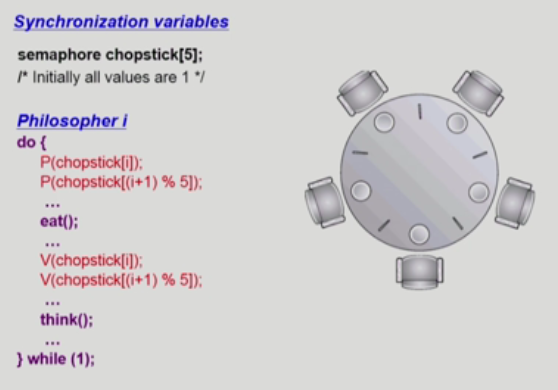 Synchronization variables
semaphore chopstick[5];
/* Initially all values are 1 */
Philosopher i
do {
P(chopstick[i]);
P(chopstick[(i+1) % 5]);
...
eat();
...
V(chopstick[i]);
V(chopstick[(i+1) % 5]);
...
think();
...
} while (1);